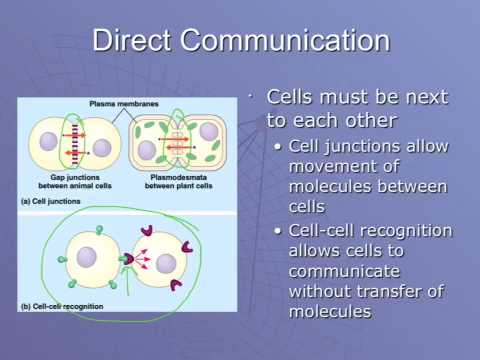 Direct Communication
Plasma membranes
Gap junctions
between animal cells
Plasmodesmata
between plant cells
(a) Cell junctions
(b) Cell-cell recognition
Cells must be next
to each other
• Cell junctions allow
movement of
molecules between
cells
• Cell-cell recognition
allows cells to
communicate
without transfer of
molecules